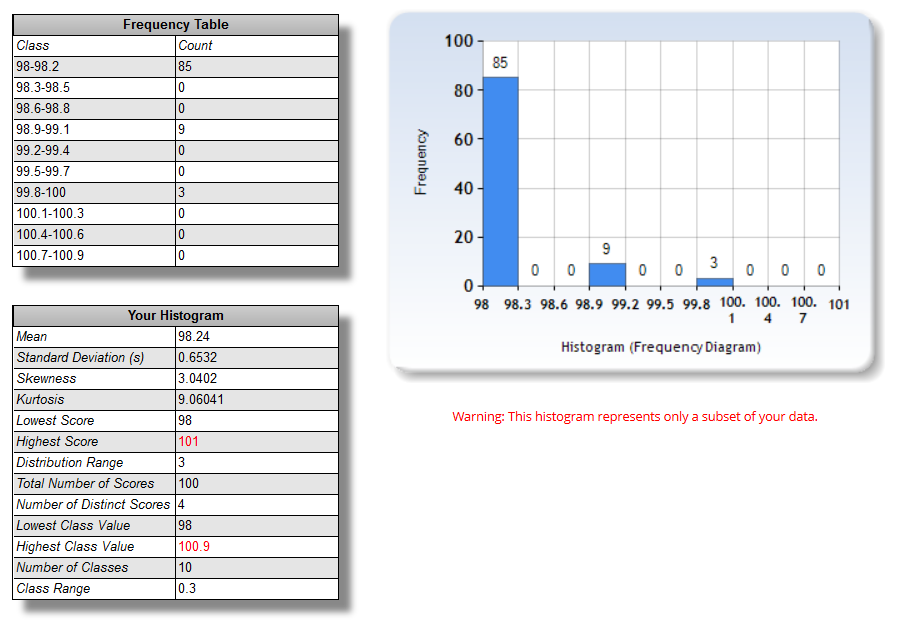 Frequency Table
Class Count
98-98.2 85
98.3-98.5 0
98.6-98.8 0
98.9-99.1 9
99.2-99.4 0
99.5-99.7 0
99.8-100 3
100.1-100.3 0
100.4-100.6 0
100.7-100.9 0
Your Histogram
Mean 98.24
Standard Deviation (s) 0.6532
Skewness 3.0402
Kurtosis 9.06041
Lowest Score 98
Highest Score 101
Distribution Range 3
Total Number of Scores 100
Number of Distinct Scores 4
Lowest Class Value 98
Highest Class Value 100.9
Number of Classes 10
Class Range 0.3
Frequency
100
80
60
40
20
0
85 0 0 9 0 0 3 0 0 0
98 98.3 98.6 98.9 99.2 99.5 99.8 100. 100. 100. 101
1 4 7
Histogram (Frequency Diagram)
Warning: This histogram represents only a subset of your data.